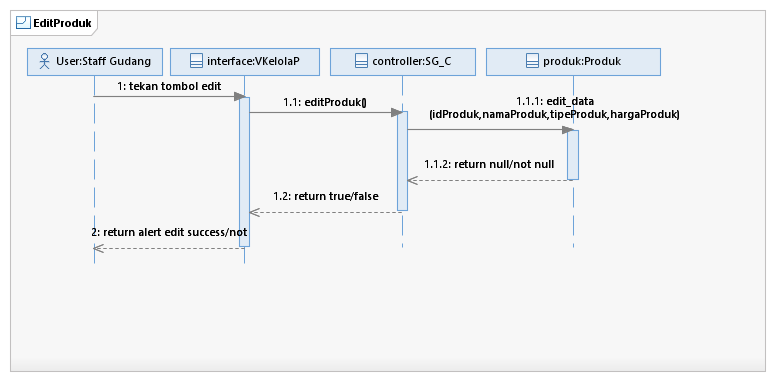 EditProduk
User:Staff Gudang
interface:VKelolaP
controller:SG_C
produk:Produk
1: tekan tombol edit
1.1: editProduk()
1.1.1: edit_data
(idProduk,namaProduk,tipeProduk,hargaProduk)
1.1.2: return null/not null
1.2: return true/false
2: return alert edit success/not